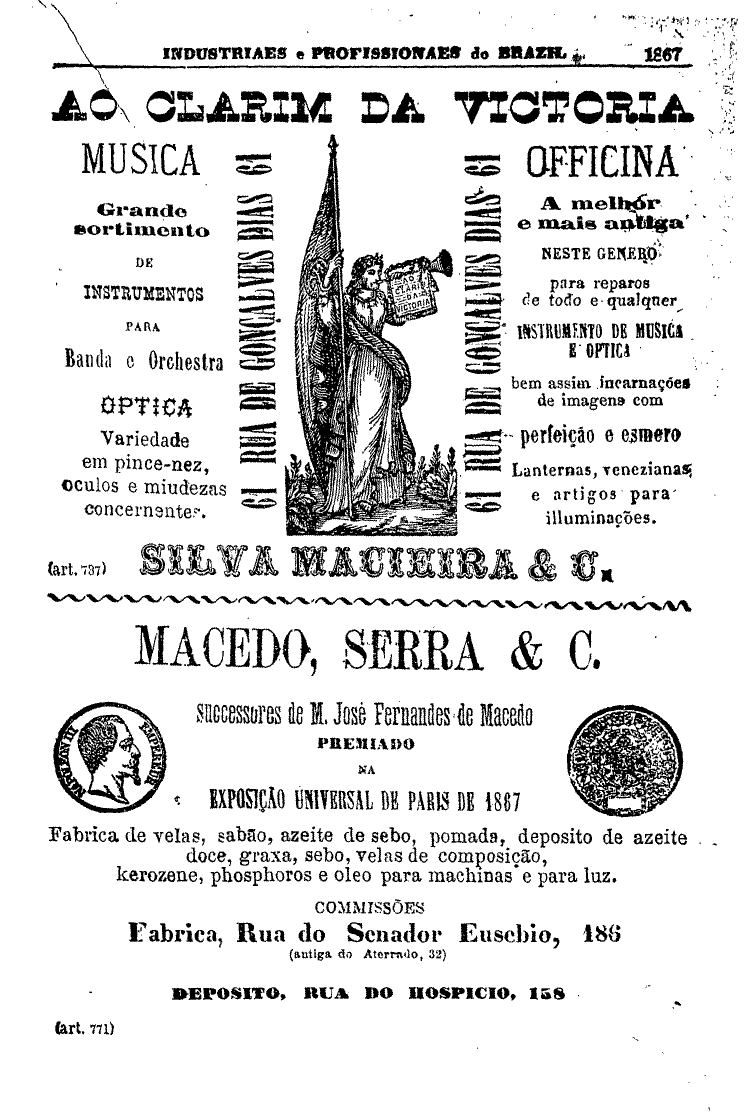 INDUSTRIAES e PROFISSIONAES do BRAZIL 1867
AO CLARIM DA VICTORIA
MUSICA
Grande
sortimento
DE
INSTRUMENTOS
PARA
Banda e Orchestra
OPTICA
Variedade
em pince-nez,
oculos e miudezas
concernentes.
61 RUA DE GONÇALVES DIAS 61
AO
CLARIM
DA
VICTORIA
61 RUA DE GONÇALVES DIAS 61
OFFICINA
A melhor
e mais antiga
NESTE GENERO
para reparos
de todo e qualqner
INSTRUMENTO DE MUSICA
E OPTICA
bem assim incarnações
de imagens com
perfeição e esmero
Lanternas, venezianas,
e artigos para
illuminações.
(art. 737) SILVA MACIEIRA & C.
MACEDO, SERRA & C.
NAPOLEON III EMPEREUR
Successores de M. José Fernandes de Macedo
PREMIADO
NA
EXPOSIÇÃO UNIVERSAL DE PARIS DE 1867
Fabrica de velas, sabão, azeite de sebo, pomada, deposito de azeite
doce, graxa, sebo, velas de composição,
kerozene, phosphoros e oleo para machinas e para luz.
COMMISSÕES
Fabrica, Rua do Senador Eusebio, 186
(antiga do Aterrado, 32)
DEPOSITO, RUA DO HOSPICIO, 158
(art. 771)